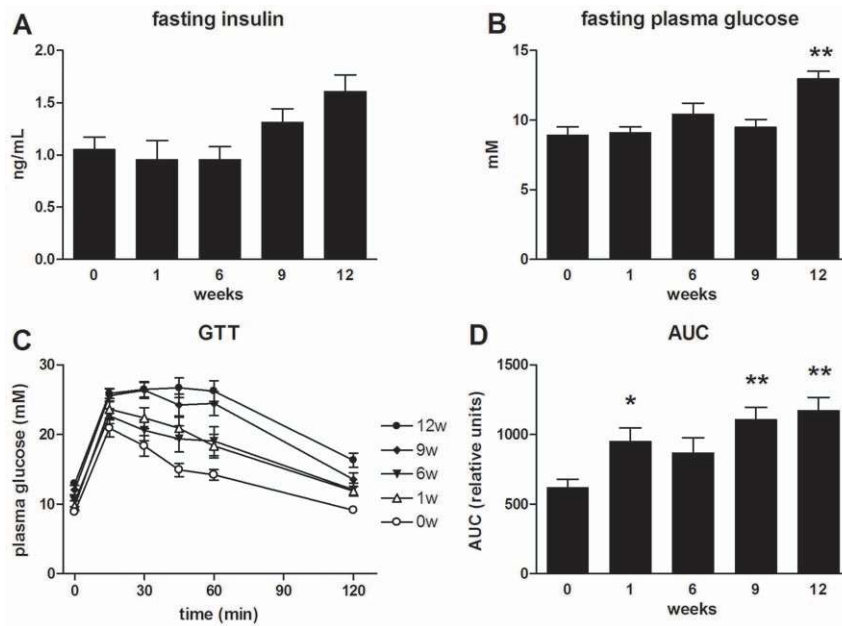 A
fasting insulin
2.0
1.5
1.0
0.5
0.0
ng/mL
0 1 6 9 12
weeks
B
fasting plasma glucose
15
10
5
0
mM
**
0 1 6 9 12
weeks
C
GTT
30
20
10
0
plasma glucose (mM)
0 30 60 90 120
time (min)
12w
9w
6w
1w
0w
D
AUC
1500
1000
500
0
AUC (relative units)
* ** **
0 1 6 9 12
weeks